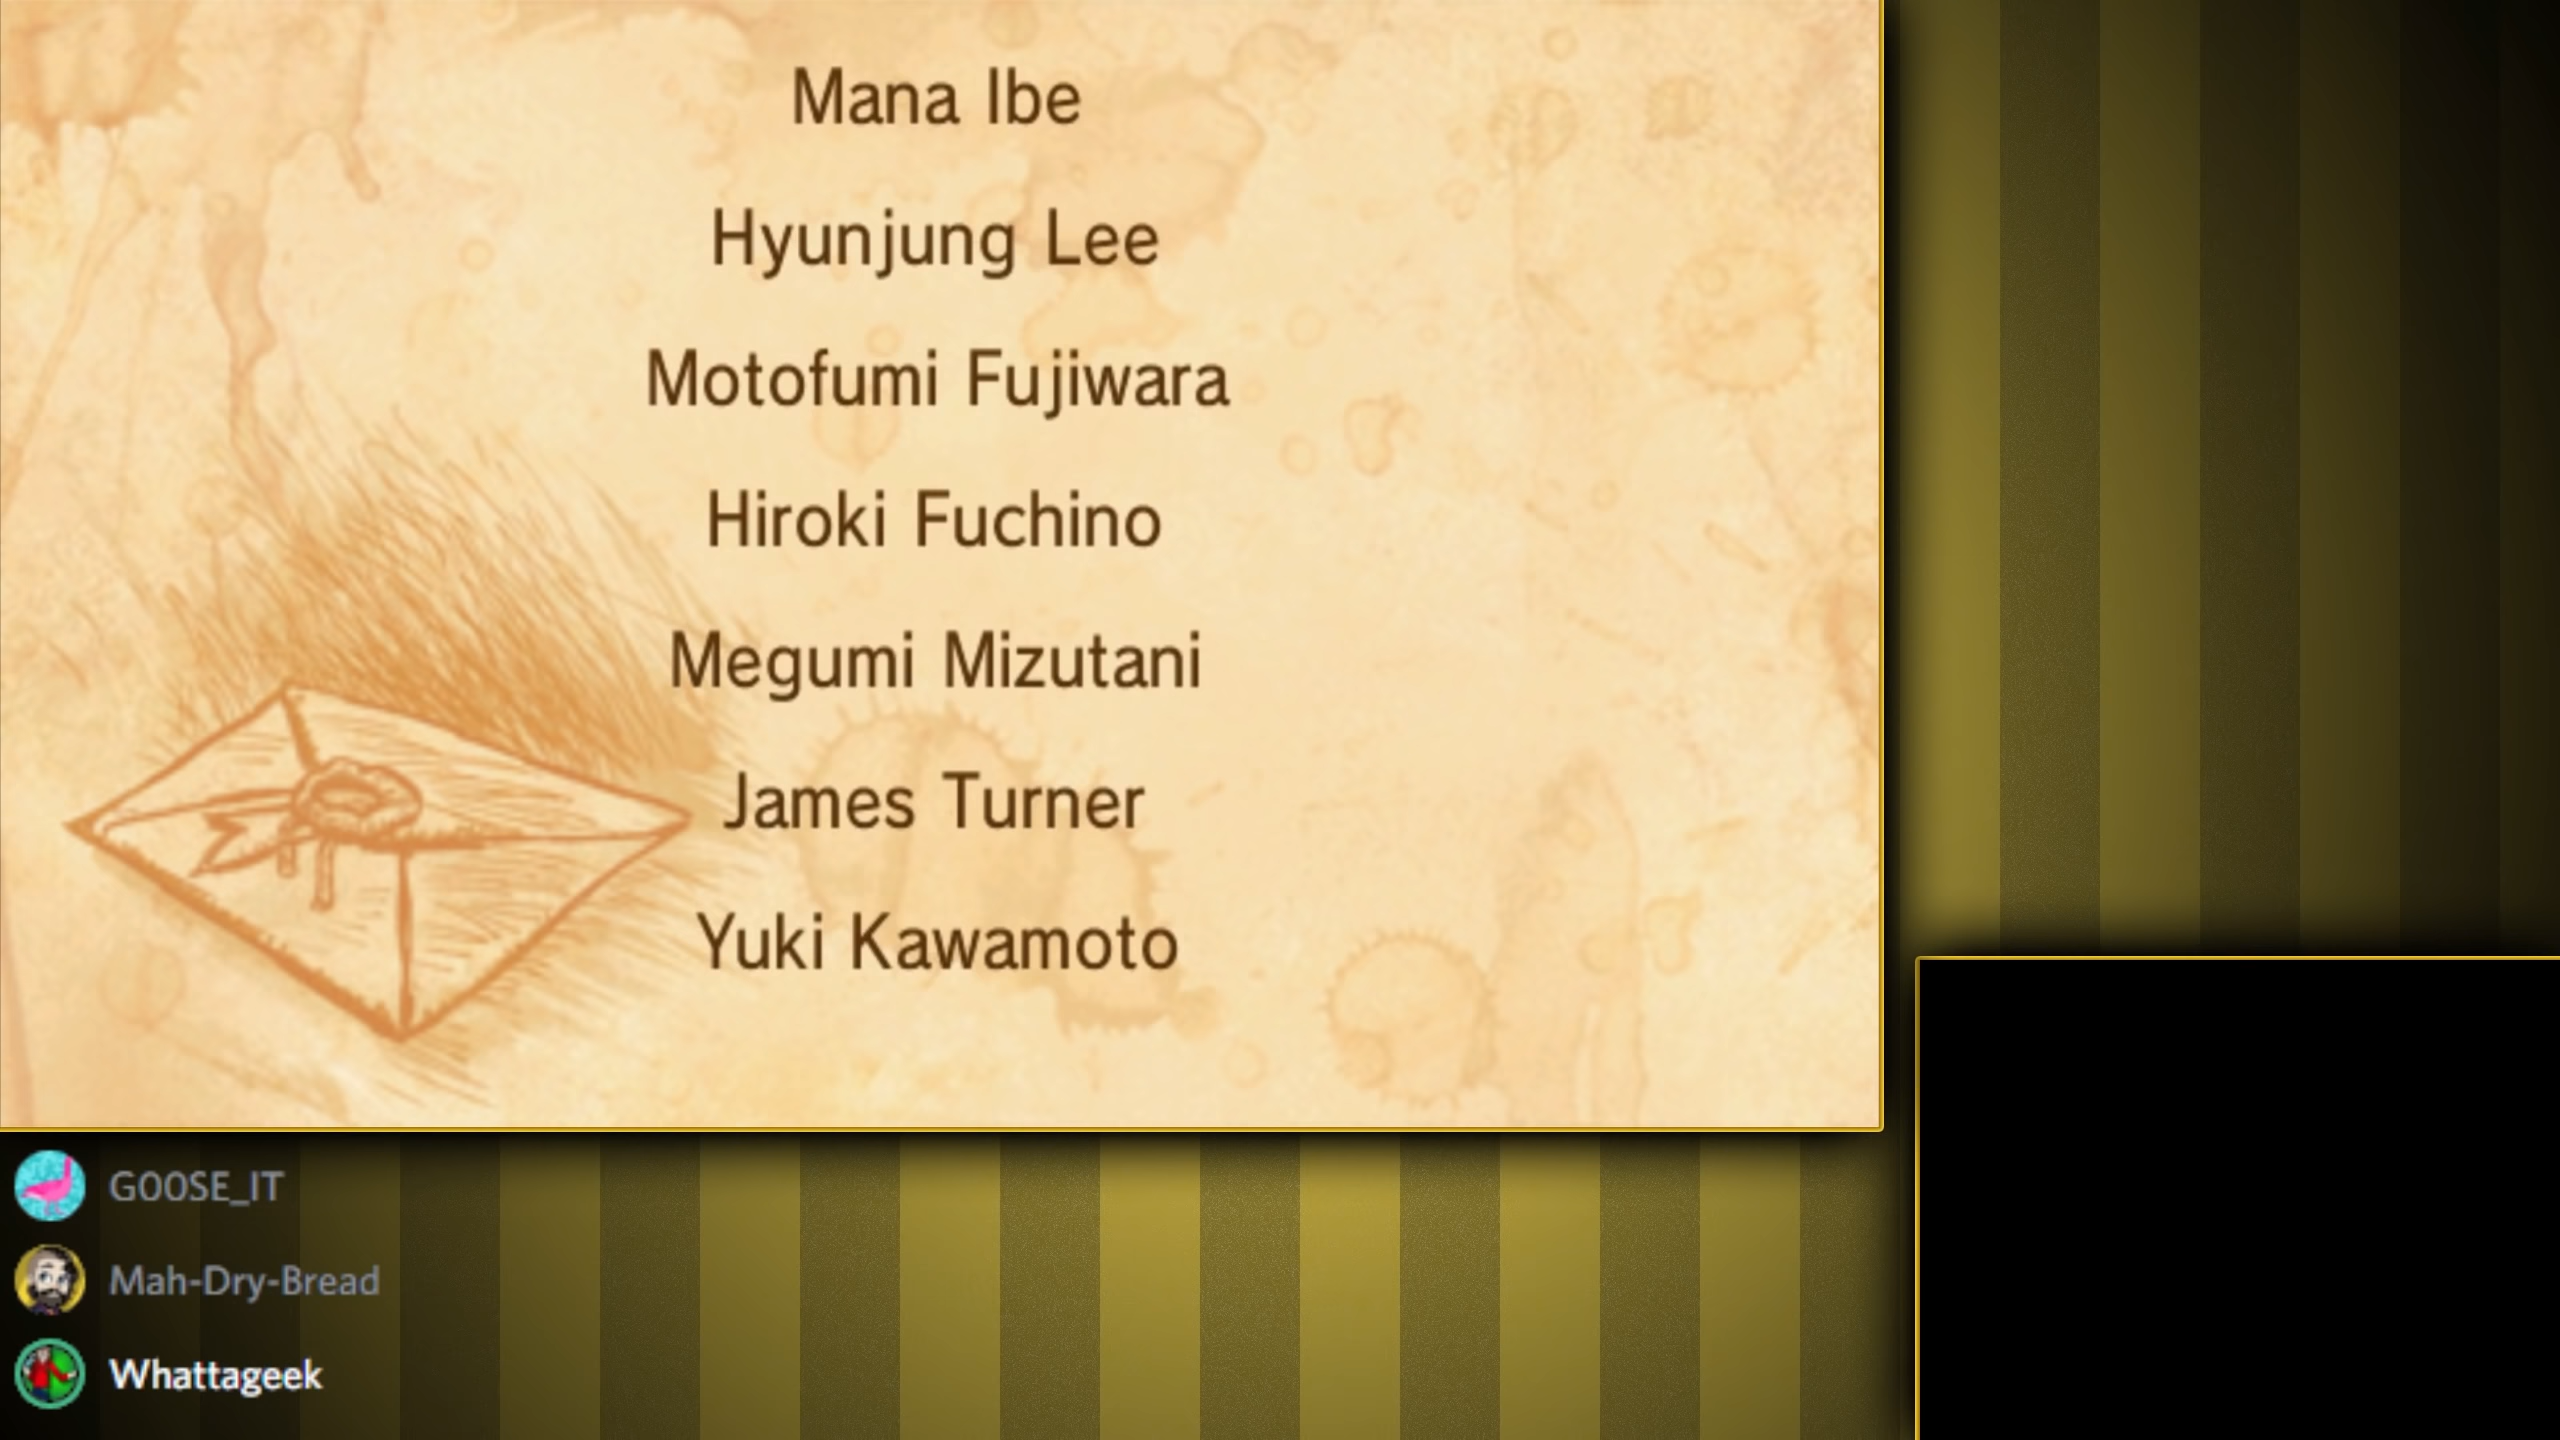 Mana Ibe
Hyunjung Lee
Motofumi Fujiwara
Hiroki Fuchino
Megumi Mizutani
James Turner
Yuki Kawamoto
GOOSE_IT
Mah-Dry-Bread
Whattageek